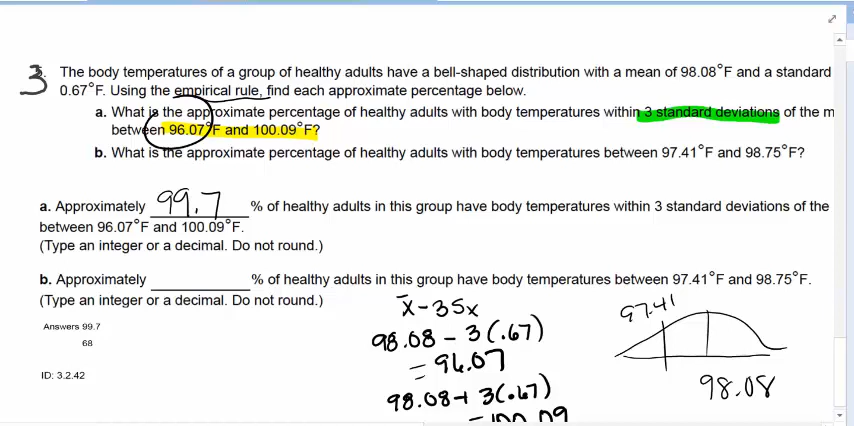 3. The body temperatures of a group of healthy adults have a bell-shaped distribution with a mean of 98.08°F and a standard
0.67°F. Using the empirical rule, find each approximate percentage below.
a. What is the approximate percentage of healthy adults with body temperatures within 3 standard deviations of the m
between 96.07°F and 100.09°F?
b. What is the approximate percentage of healthy adults with body temperatures between 97.41°F and 98.75°F?
a. Approximately 99.7 % of healthy adults in this group have body temperatures within 3 standard deviations of the
between 96.07°F and 100.09°F.
(Type an integer or a decimal. Do not round.)
b. Approximately ________ % of healthy adults in this group have body temperatures between 97.41°F and 98.75°F.
(Type an integer or a decimal. Do not round.)
Answers 99.7
68
ID: 3.2.42
x̄ - 3Sx
98.08 - 3(.67)
= 96.07
98.08 + 3(.67)
= 100.09
97.41
98.08